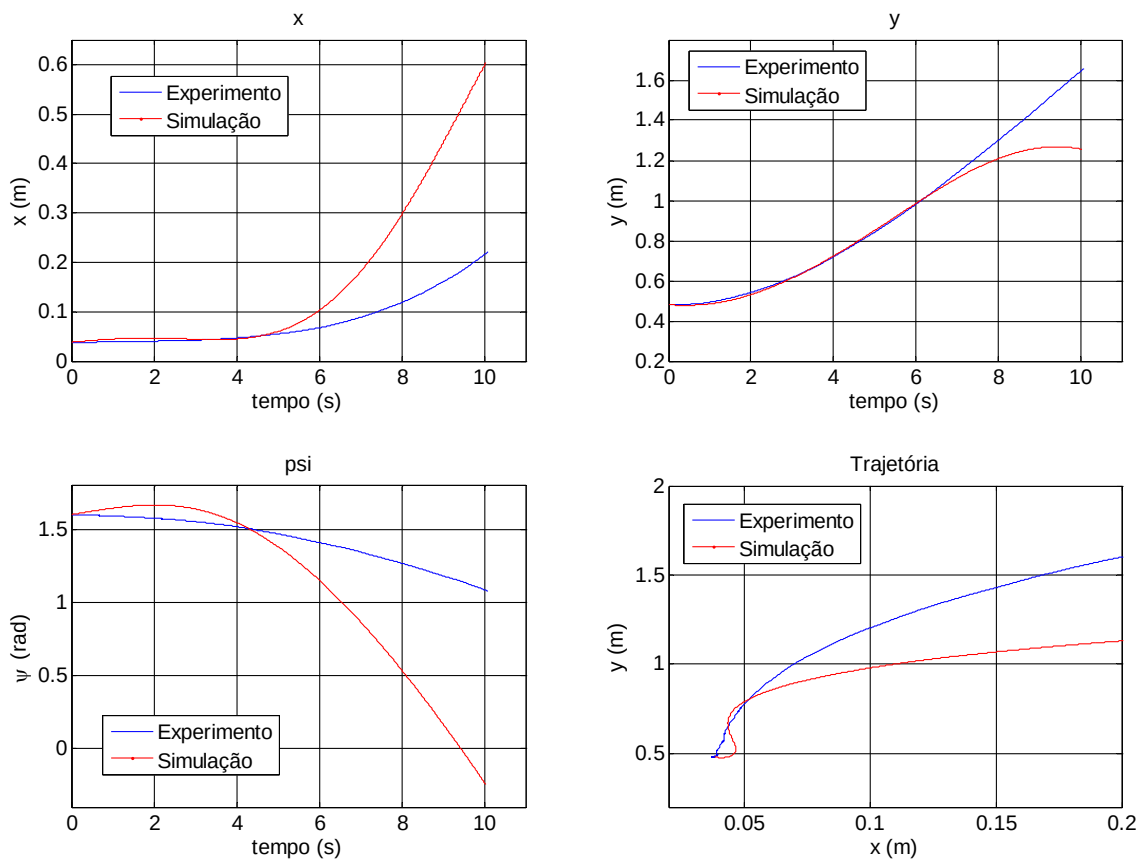 x
x (m)
0.6
0.5
0.4
0.3
0.2
0.1
0
Experimento
Simulação
0 2 4 6 8 10
tempo (s)
y
y (m)
1.6
1.4
1.2
1
0.8
0.6
0.4
0.2
Experimento
Simulação
0 2 4 6 8 10
tempo (s)
psi
ψ (rad)
1.5
1
0.5
0
Experimento
Simulação
0 2 4 6 8 10
tempo (s)
Trajetória
y (m)
2
1.5
1
0.5
Experimento
Simulação
0.05 0.1 0.15 0.2
x (m)